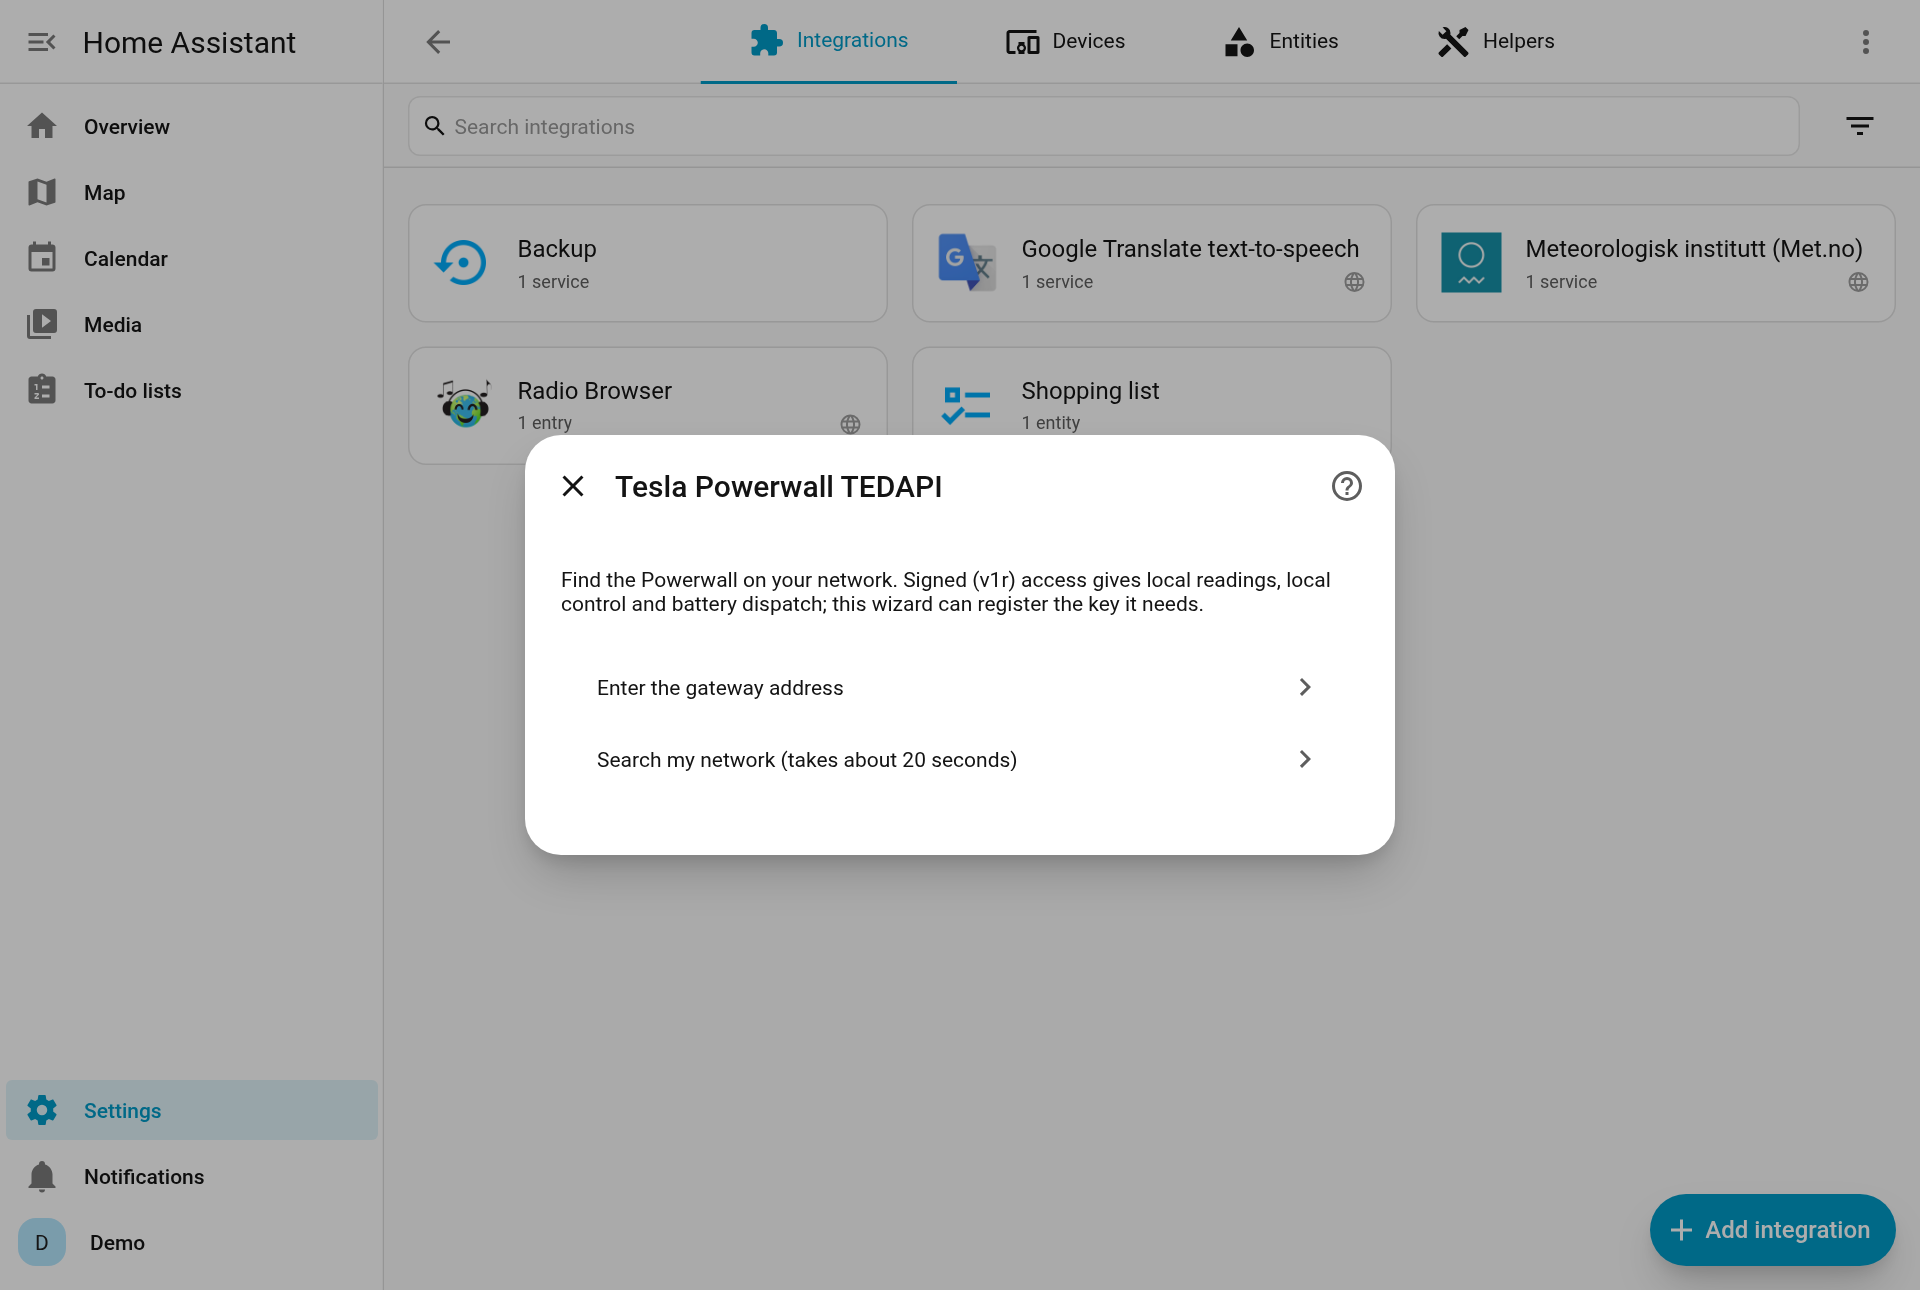 Home Assistant
Integrations
Devices
Entities
Helpers
Overview
Map
Calendar
Media
To-do lists
Search integrations
Backup
1 service
Google Translate text-to-speech
1 service
Meteorologisk institutt (Met.no)
1 service
Radio Browser
1 entry
Shopping list
1 entity
Tesla Powerwall TEDAPI
Find the Powerwall on your network. Signed (v1r) access gives local readings, local
control and battery dispatch; this wizard can register the key it needs.
Enter the gateway address
Search my network (takes about 20 seconds)
Settings
Notifications
D
Demo
Add integration